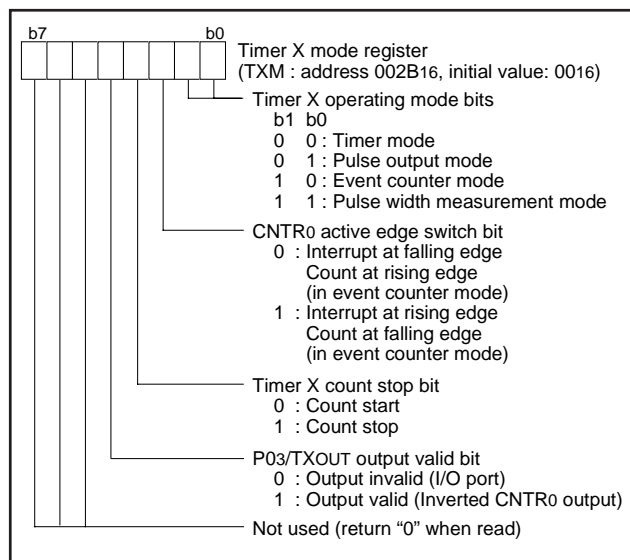 b7 b0
Timer X mode register
(TXM : address 002B16, initial value: 0016)
Timer X operating mode bits
b1 b0
0 0 : Timer mode
0 1 : Pulse output mode
1 0 : Event counter mode
1 1 : Pulse width measurement mode
CNTR0 active edge switch bit
0 : Interrupt at falling edge
Count at rising edge
(in event counter mode)
1 : Interrupt at rising edge
Count at falling edge
(in event counter mode)
Timer X count stop bit
0 : Count start
1 : Count stop
P03/TXOUT output valid bit
0 : Output invalid (I/O port)
1 : Output valid (Inverted CNTR0 output)
Not used (return “0” when read)